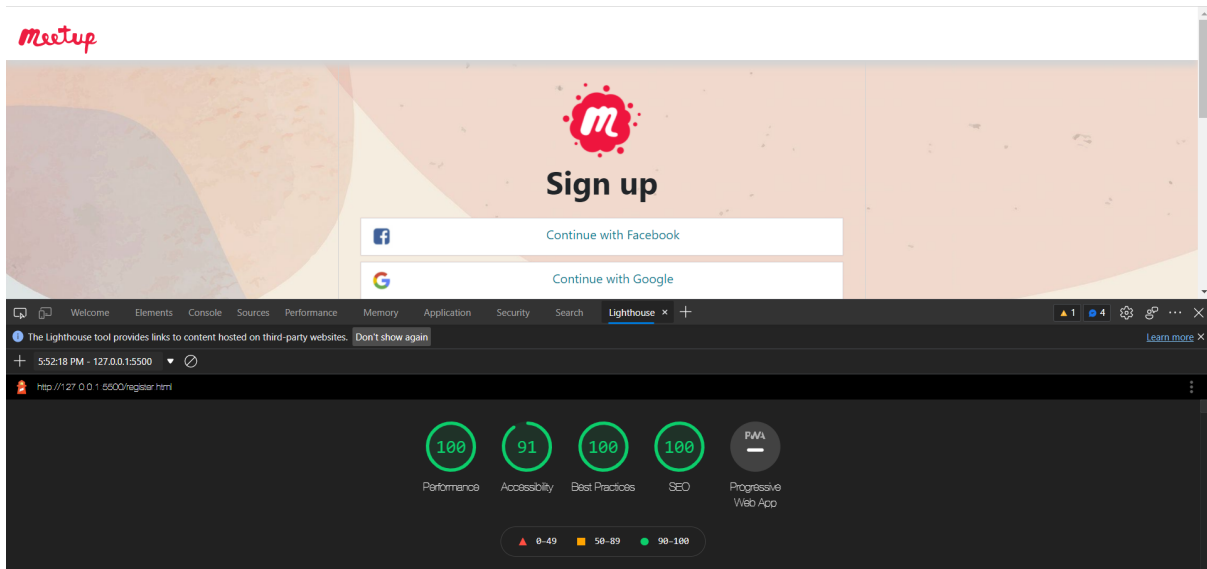 meetup
m
Sign up
Continue with Facebook
G Continue with Google
Welcome Elements Console Sources Performance Memory Application Security Search Lighthouse × + 1 4
The Lighthouse tool provides links to content hosted on third-party websites. Don't show again Learn more ×
+ 5:52:18 PM - 127.0.0.1:5500
http://127.0.0.1:5500/register.html
100 91 100 100 PWA
Performance Accessibility Best Practices SEO Progressive
Web App
0–49 50–89 90–100